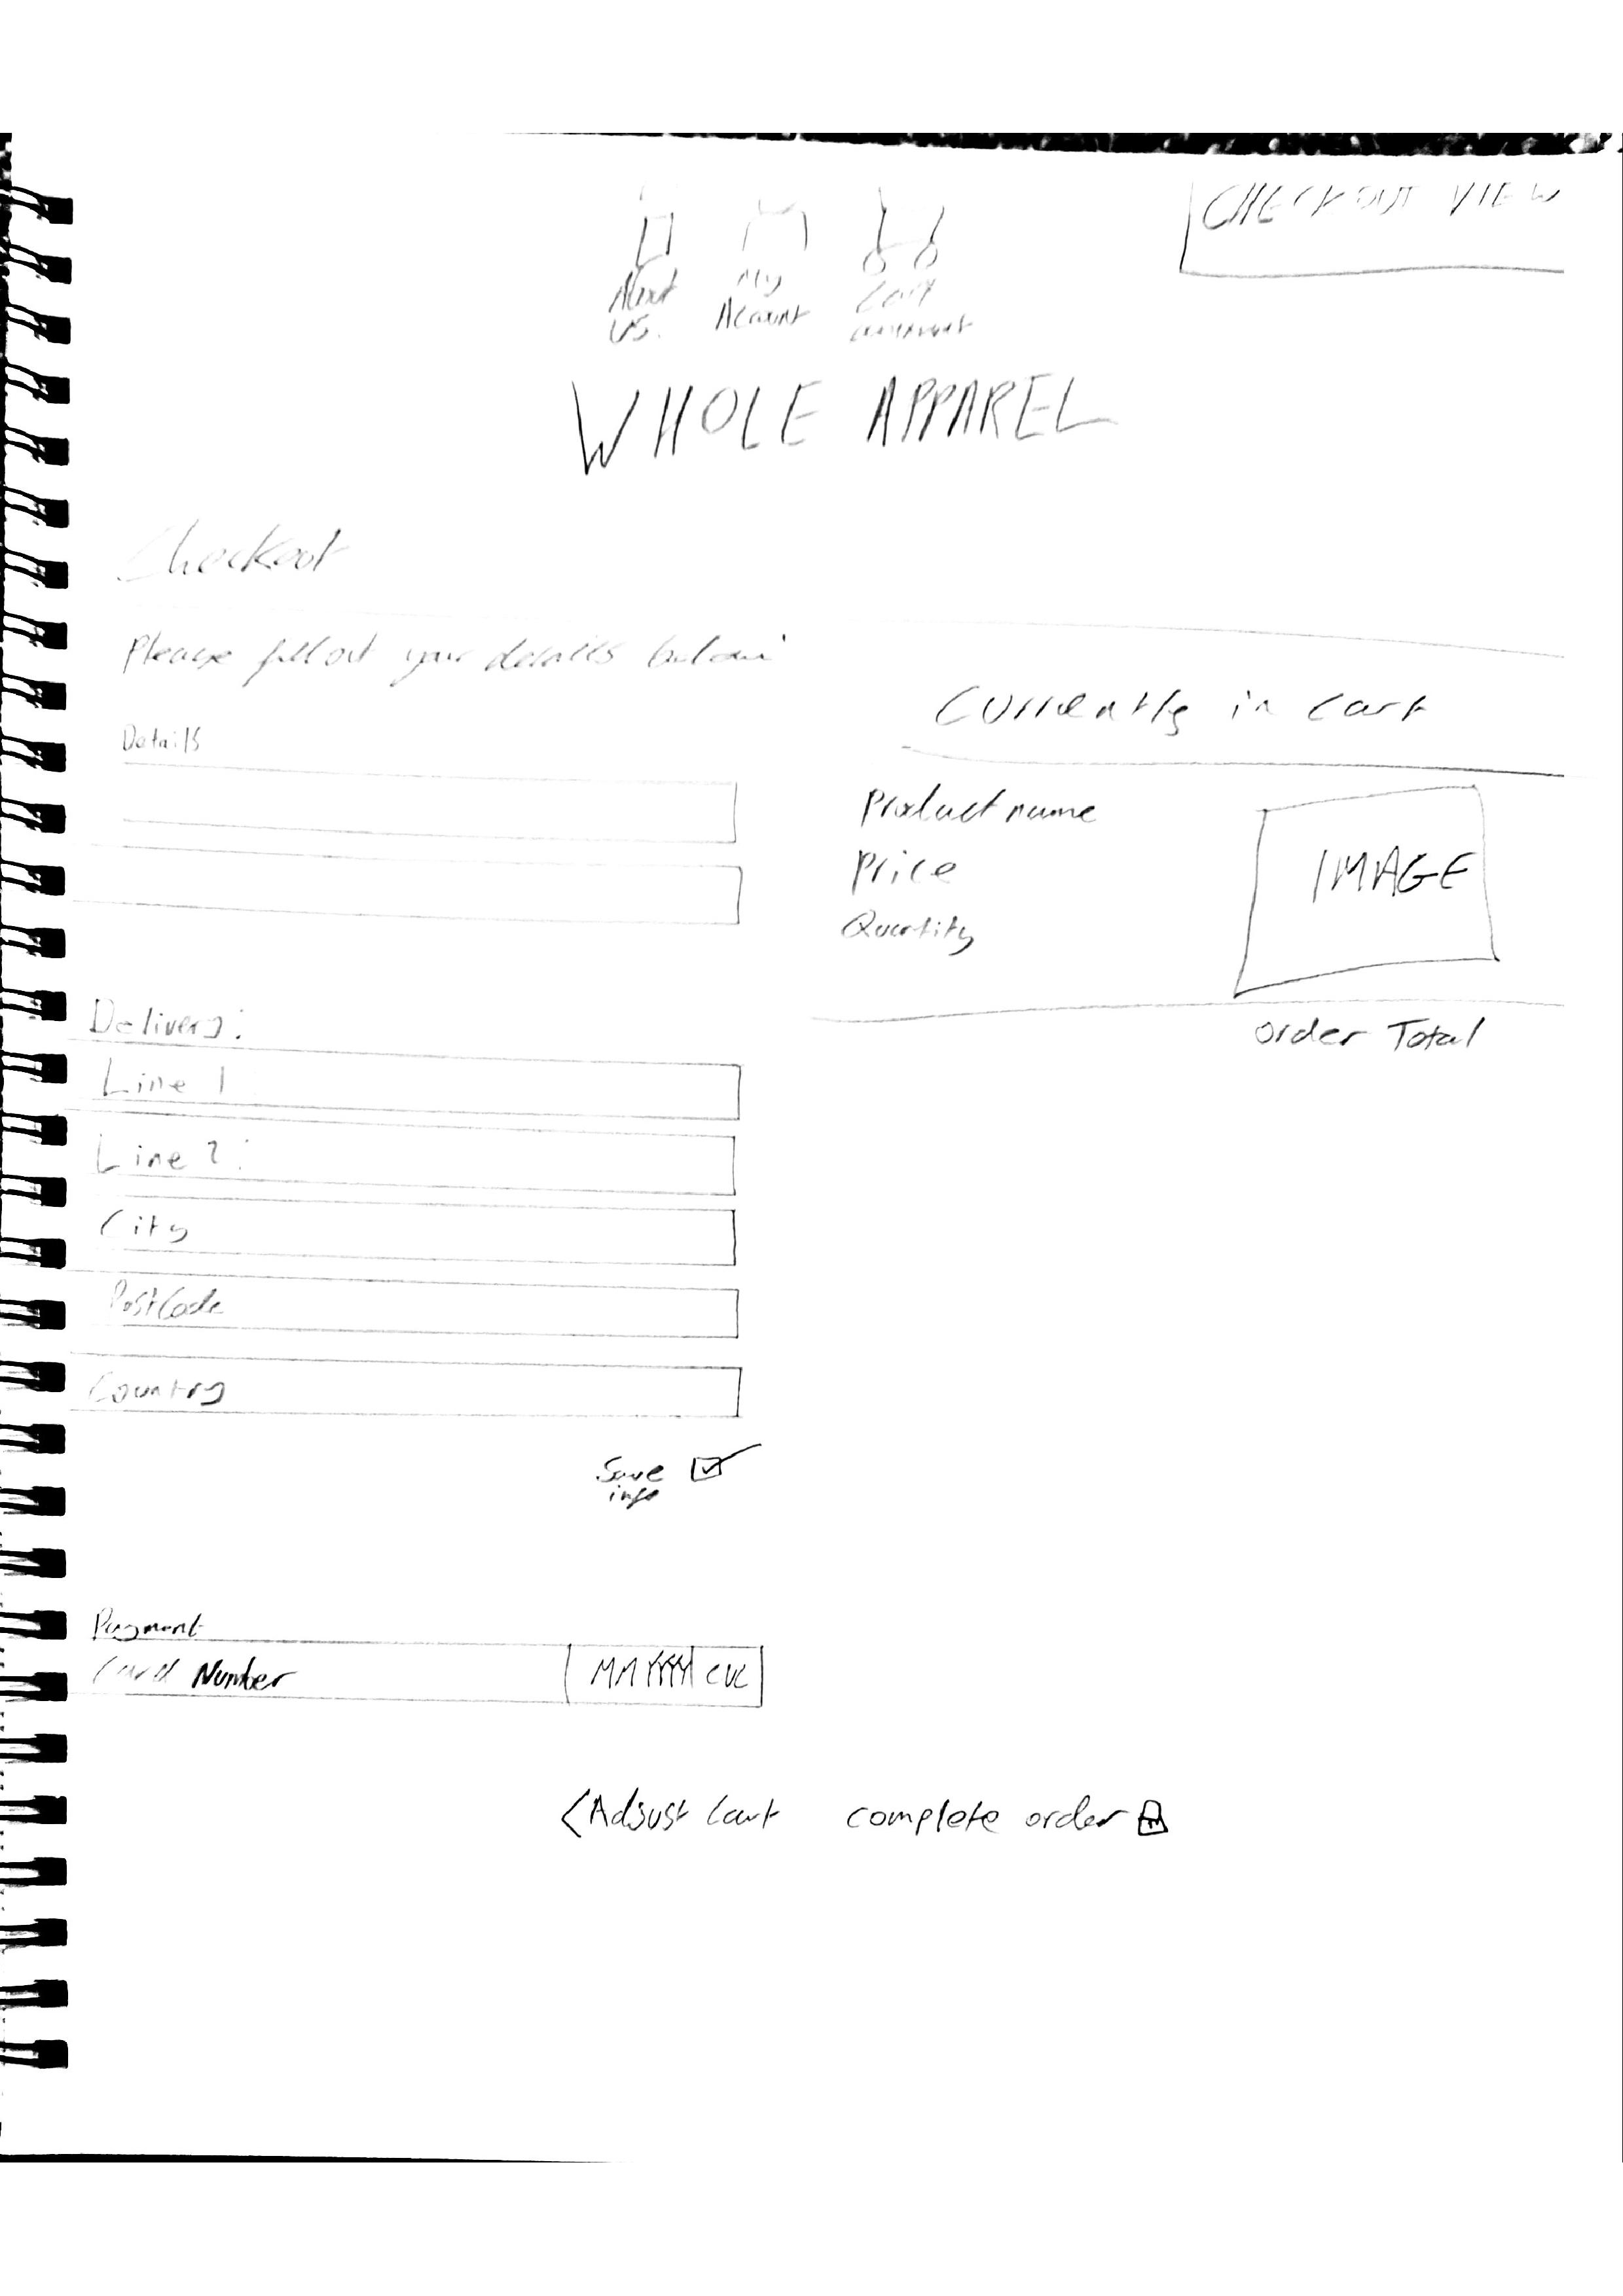 CHECKOUT VIEW
About
US.
My
Account
Cart
amount
WHOLE APPAREL
Checkout
Please fill out your details below:
Details
Currently in cart
Product name
Price
Quantity
IMAGE
Order Total
Delivery:
Line 1
Line 2:
City
PostCode
Country
Save
info
Payment
Card Number
MM YYYY CVC
<Adjust Cart
complete order